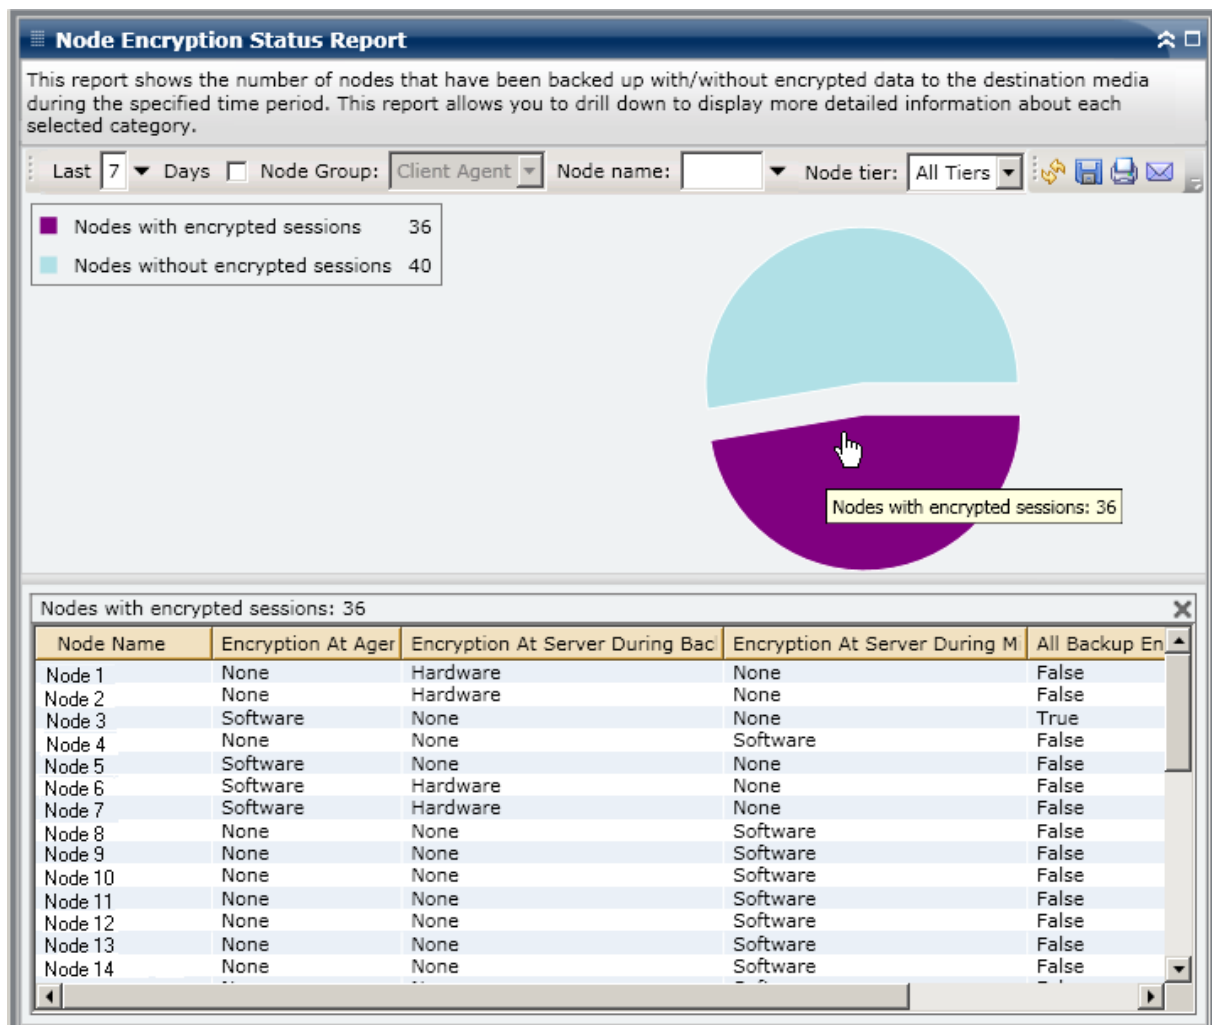 Node Encryption Status Report
This report shows the number of nodes that have been backed up with/without encrypted data to the destination media
during the specified time period. This report allows you to drill down to display more detailed information about each
selected category.
Last 7 Days Node Group: Client Agent Node name: Node tier: All Tiers
Nodes with encrypted sessions 36
Nodes without encrypted sessions 40
Nodes with encrypted sessions: 36
Nodes with encrypted sessions: 36
Node Name Encryption At Ager Encryption At Server During Bac Encryption At Server During M All Backup En
Node 1 None Hardware None False
Node 2 None Hardware None False
Node 3 Software None None True
Node 4 None None Software False
Node 5 Software None None False
Node 6 Software Hardware None False
Node 7 Software Hardware None False
Node 8 None None Software False
Node 9 None None Software False
Node 10 None None Software False
Node 11 None None Software False
Node 12 None None Software False
Node 13 None None Software False
Node 14 None None Software False